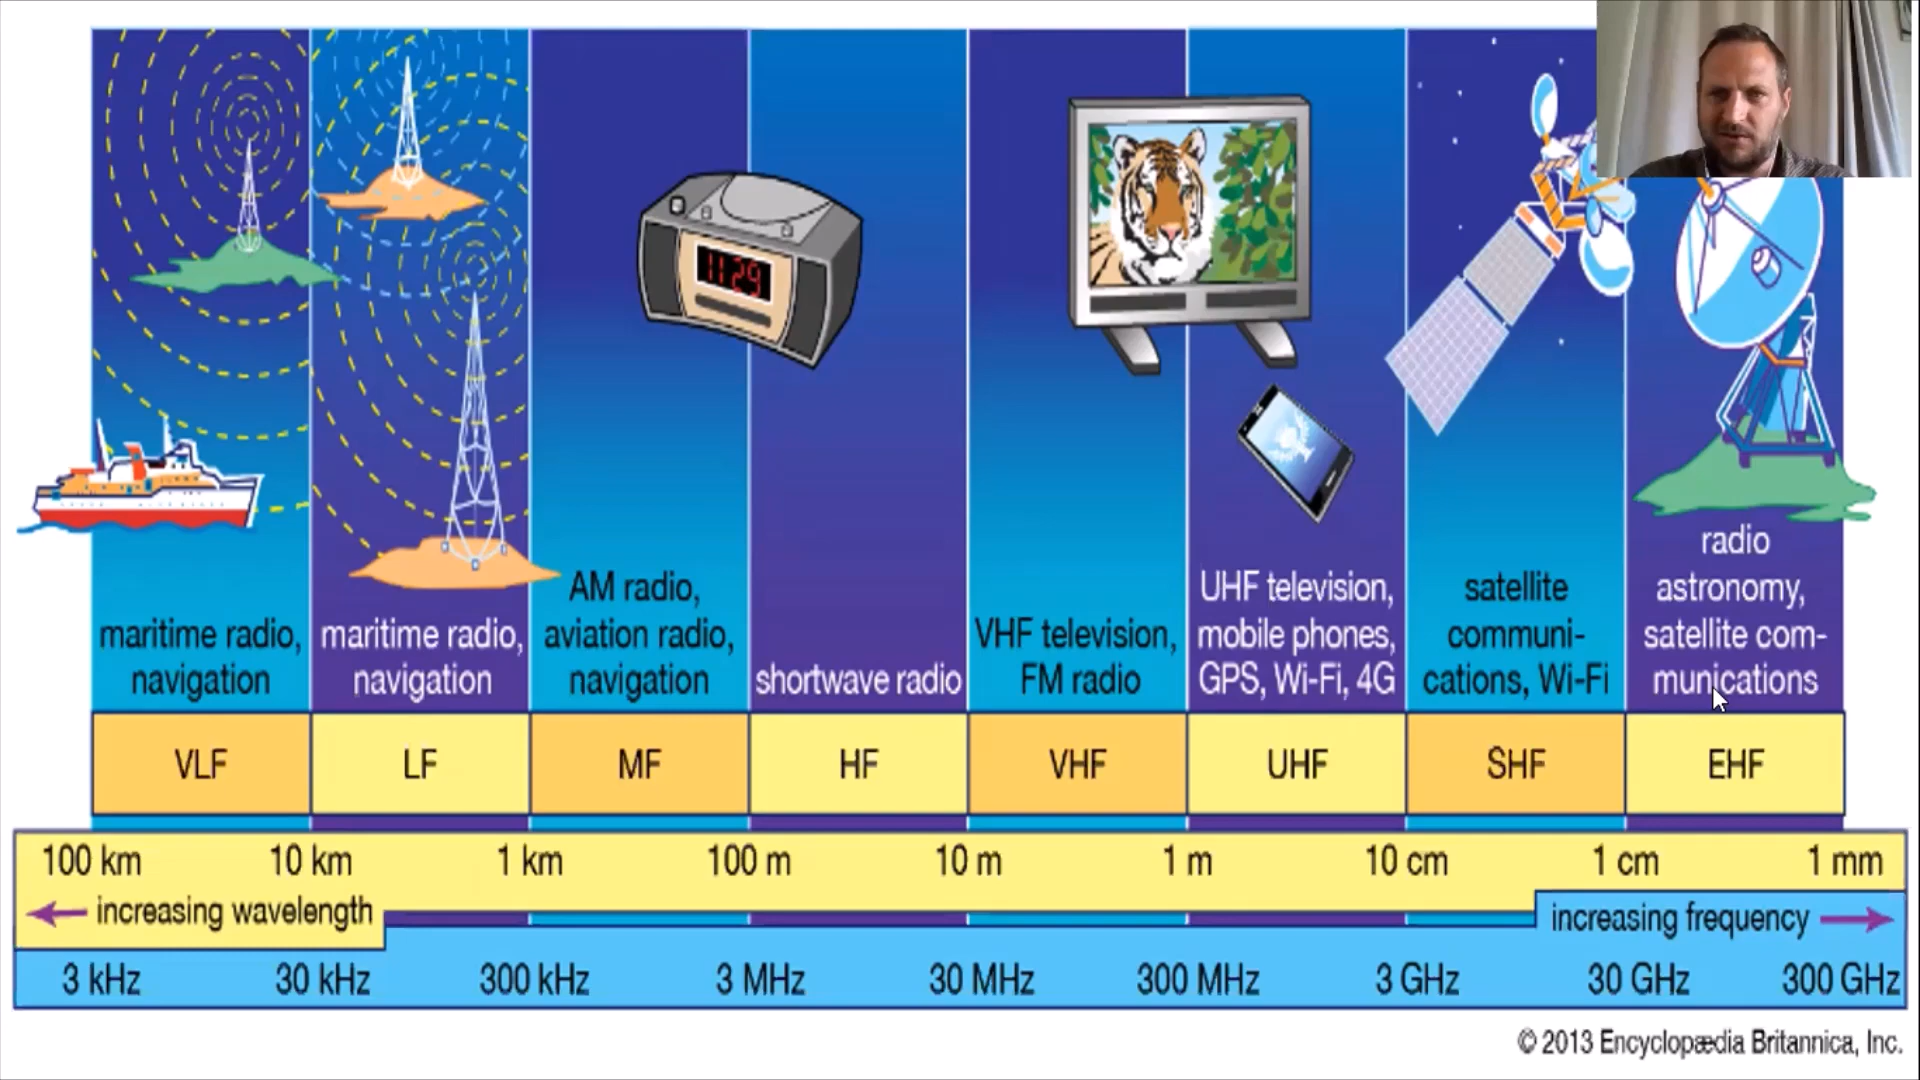 11:29
maritime radio,
navigation
maritime radio,
navigation
AM radio,
aviation radio,
navigation
shortwave radio
VHF television,
FM radio
UHF television,
mobile phones,
GPS, Wi-Fi, 4G
satellite
communi-
cations, Wi-Fi
radio
astronomy,
satellite com-
munications
VLF LF MF HF VHF UHF SHF EHF
100 km 10 km 1 km 100 m 10 m 1 m 10 cm 1 cm 1 mm
increasing wavelength increasing frequency
3 kHz 30 kHz 300 kHz 3 MHz 30 MHz 300 MHz 3 GHz 30 GHz 300 GHz
© 2013 Encyclopædia Britannica, Inc.